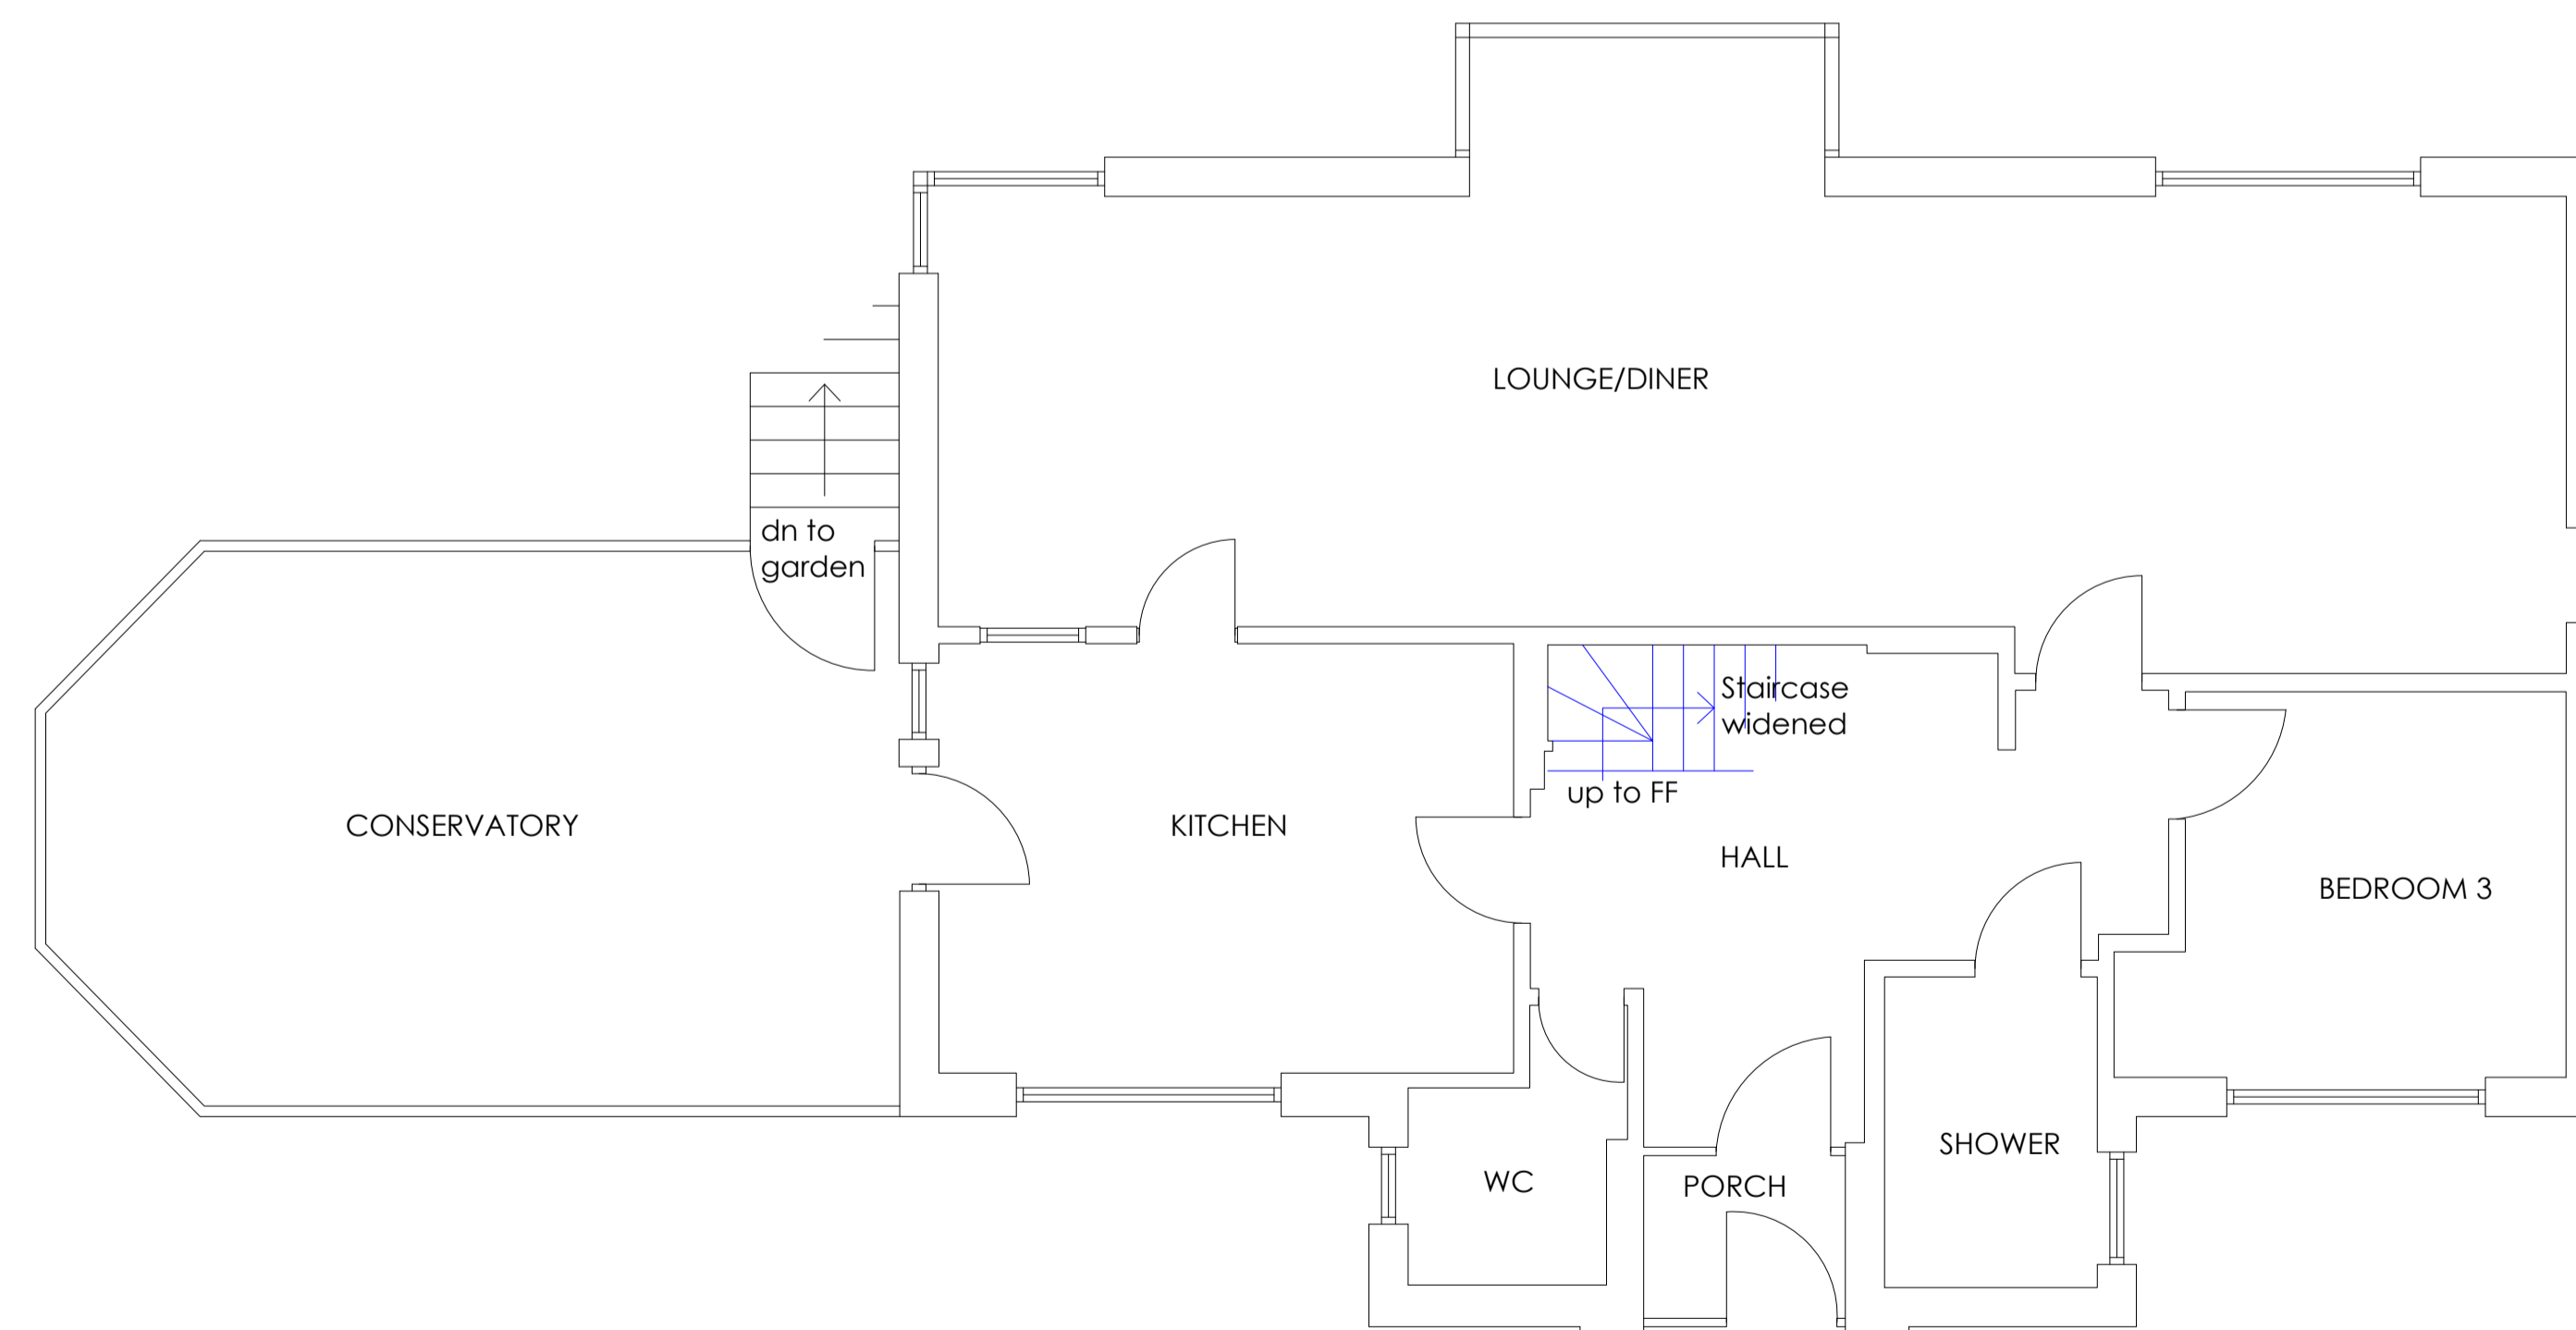 LOUNGE/DINER
dn to
garden
Staircase
widened
up to FF
CONSERVATORY
KITCHEN
HALL
BEDROOM 3
SHOWER
WC
PORCH